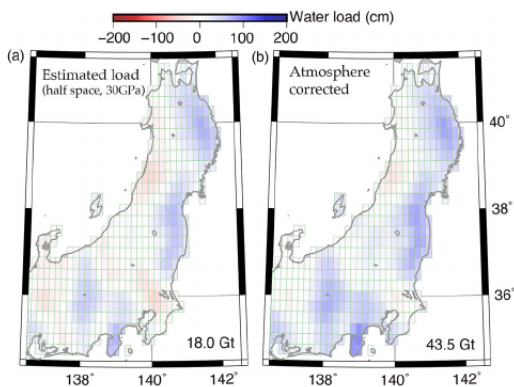 Water load (cm)
−200 −100 0 100 200
(a)
Estimated load
(half space, 30GPa)
18.0 Gt
138° 140° 142°
(b)
Atmosphere
corrected
43.5 Gt
40°
38°
36°
138° 140° 142°